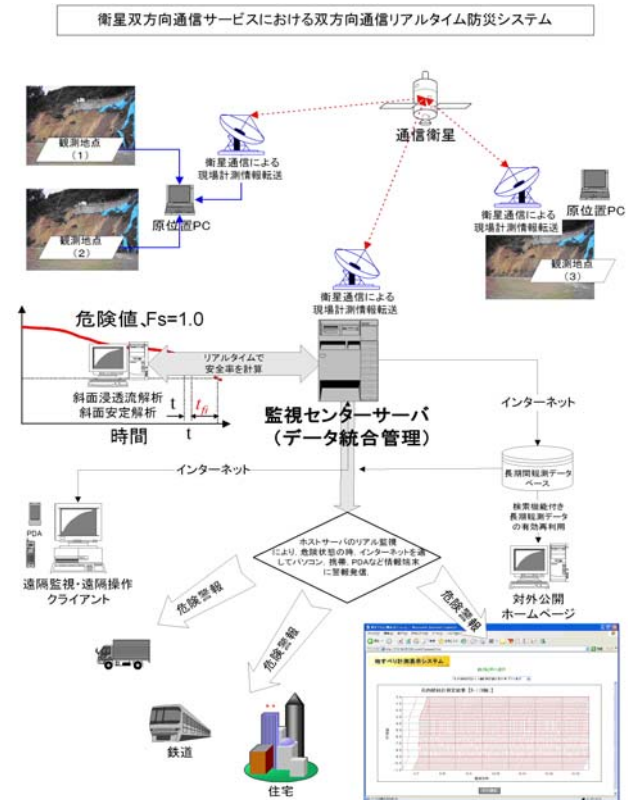 衛星双方向通信サービスにおける双方向通信リアルタイム防災システム
通信衛星
観測地点
(1)
衛星通信による
現場計測情報転送
原位置PC
観測地点
(2)
衛星通信による
現場計測情報転送
原位置PC
観測地点
(3)
衛星通信による
現場計測情報転送
危険値、Fs=1.0
リアルタイムで
安全率を計算
斜面浸透流解析
斜面安定解析
t
tfi
時間
t
監視センターサーバ
(データ統合管理)
インターネット
インターネット
長期間観測データ
ベース
検索機能付き
長期観測データ
の有効再利用
PDA
遠隔監視・遠隔操作
クライアント
ホストサーバのリアル監視
により、危険状態の時、インターネットを通
してパソコン、携帯、PDAなど情報端末
に警報発信.
対外公開
ホームページ
危険警報
危険警報
危険警報
地すべり計測表示システム
鉄道
住宅